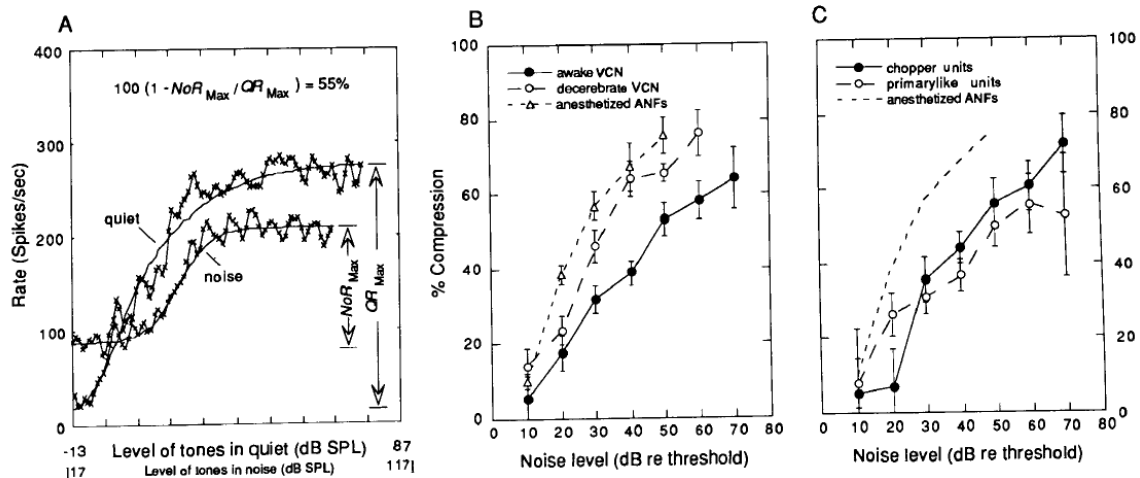 A
400
300
200
100
0
Rate (Spikes/sec)
100 (1 - NoR Max / QR Max ) = 55%
quiet
noise
NoR Max
QR Max
-13 Level of tones in quiet (dB SPL) 87
[17 Level of tones in noise (dB SPL) 117]
B
100
80
60
40
20
0
% Compression
awake VCN
decerebrate VCN
anesthetized ANFs
0 10 20 30 40 50 60 70 80
Noise level (dB re threshold)
C
chopper units
primarylike units
anesthetized ANFs
100
80
60
40
20
0
10 20 30 40 50 60 70 80
Noise level (dB re threshold)